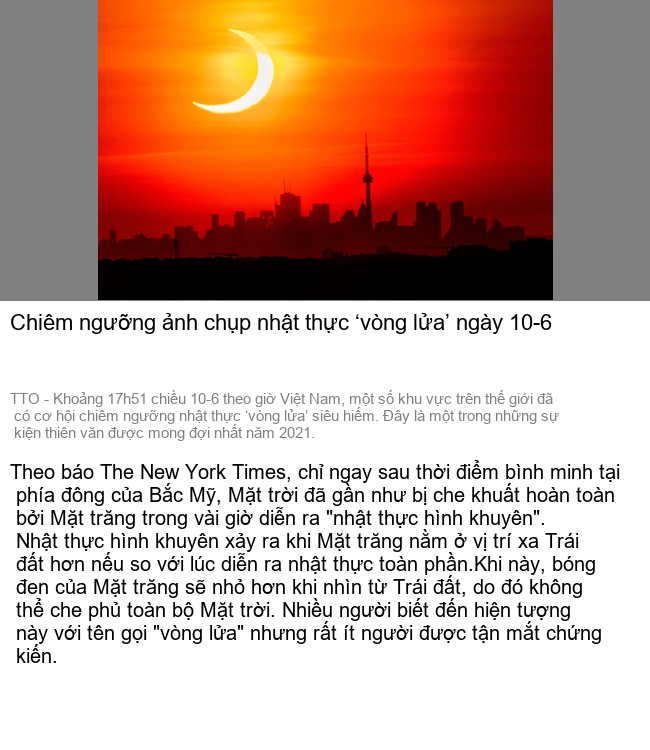 Chiêm ngưỡng ảnh chụp nhật thực ‘vòng lửa’ ngày 10-6
TTO - Khoảng 17h51 chiều 10-6 theo giờ Việt Nam, một số khu vực trên thế giới đã
có cơ hội chiêm ngưỡng nhật thực ‘vòng lửa’ siêu hiếm. Đây là một trong những sự
kiện thiên văn được mong đợi nhất năm 2021.
Theo báo The New York Times, chỉ ngay sau thời điểm bình minh tại
phía đông của Bắc Mỹ, Mặt trời đã gần như bị che khuất hoàn toàn
bởi Mặt trăng trong vài giờ diễn ra "nhật thực hình khuyên".
Nhật thực hình khuyên xảy ra khi Mặt trăng nằm ở vị trí xa Trái
đất hơn nếu so với lúc diễn ra nhật thực toàn phần.Khi này, bóng
đen của Mặt trăng sẽ nhỏ hơn khi nhìn từ Trái đất, do đó không
thể che phủ toàn bộ Mặt trời. Nhiều người biết đến hiện tượng
này với tên gọi "vòng lửa" nhưng rất ít người được tận mắt chứng
kiến.